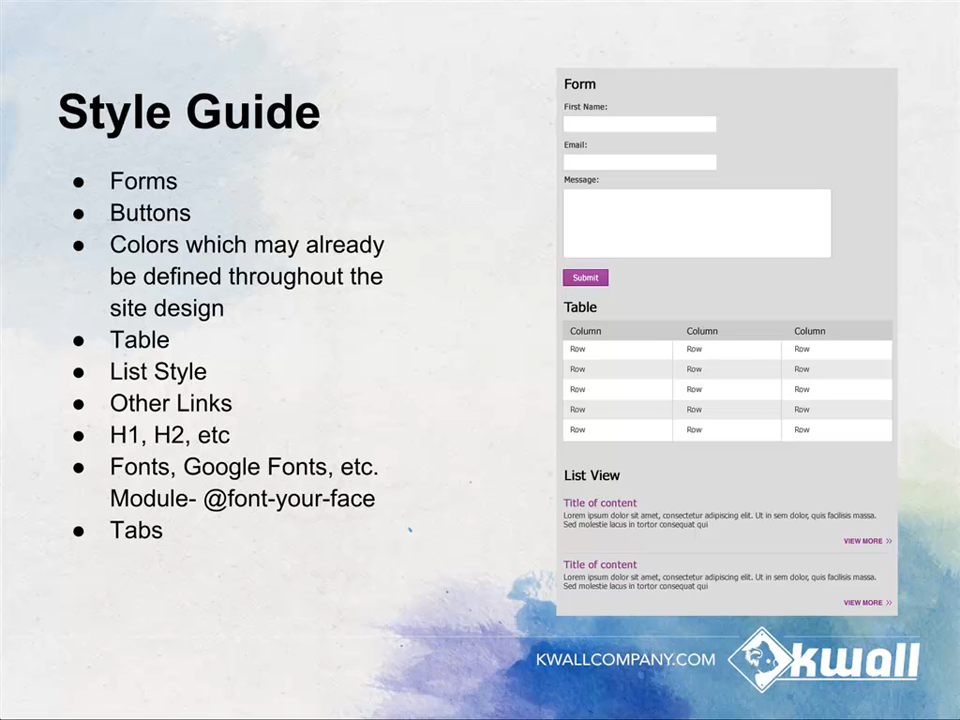 Style Guide
● Forms
● Buttons
● Colors which may already
be defined throughout the
site design
● Table
● List Style
● Other Links
● H1, H2, etc
● Fonts, Google Fonts, etc.
Module- @font-your-face
● Tabs
Form
First Name:
Email:
Message:
Submit
Table
Column Column Column
Row Row Row
Row Row Row
Row Row Row
Row Row Row
Row Row Row
List View
Title of content
Lorem ipsum dolor sit amet, consectetur adipiscing elit. Ut in sem dolor, quis facilisis massa.
Sed molestie lacus in tortor consequat qui
VIEW MORE >>
Title of content
Lorem ipsum dolor sit amet, consectetur adipiscing elit. Ut in sem dolor, quis facilisis massa.
Sed molestie lacus in tortor consequat qui
VIEW MORE >>
KWALLCOMPANY.COM kwall